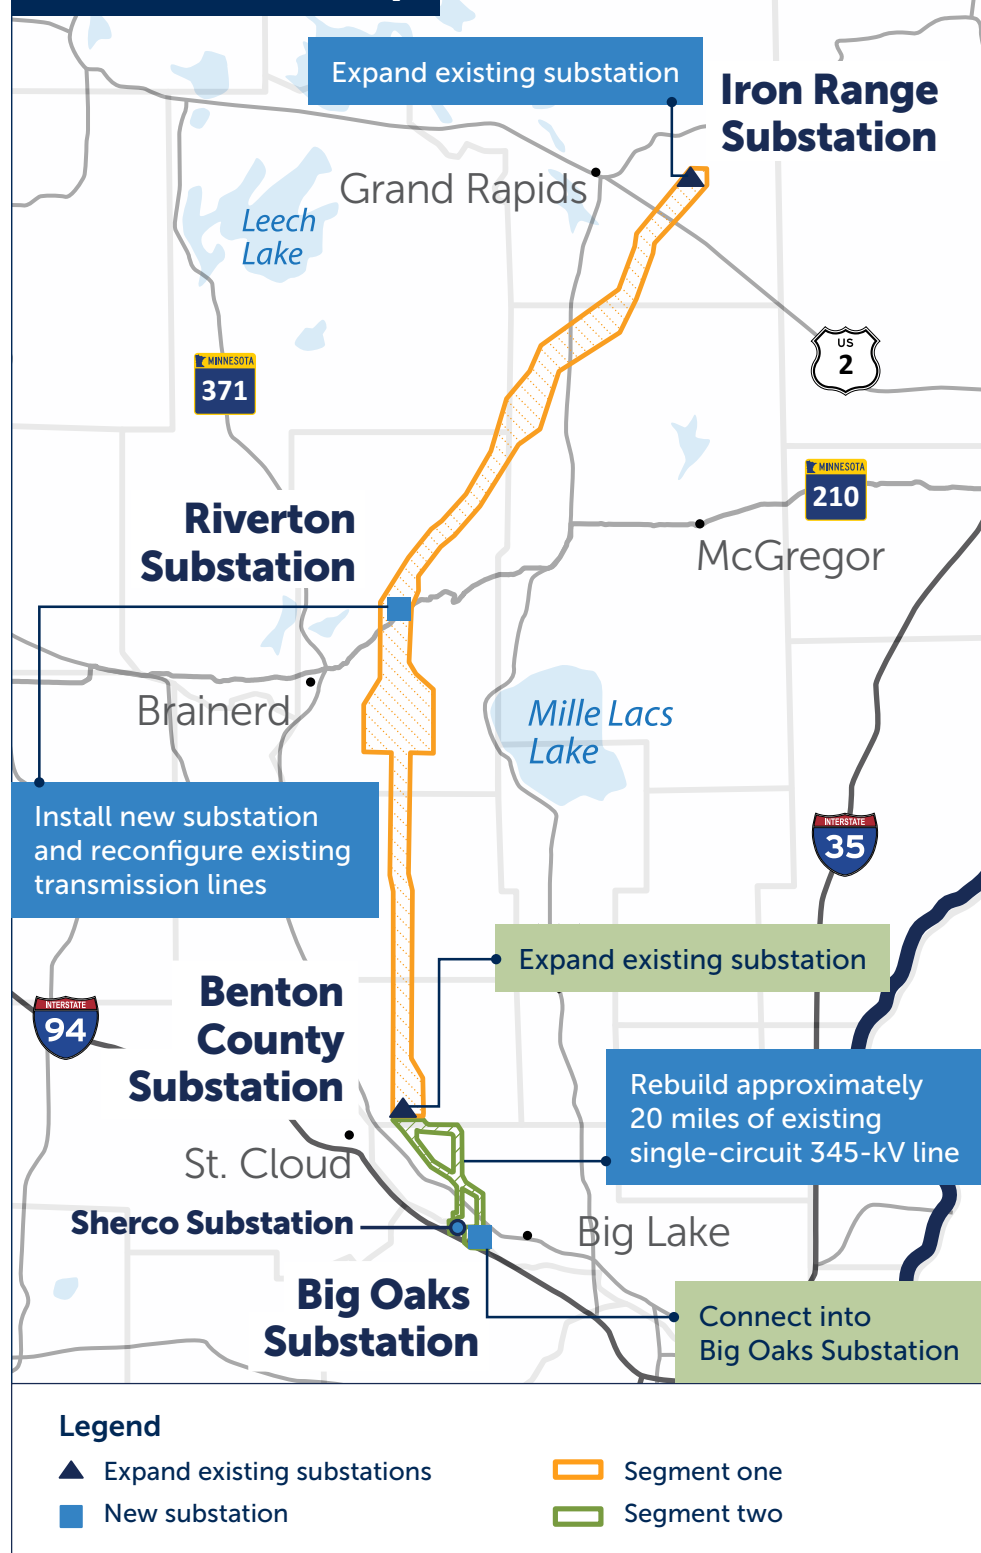 Expand existing substation
Iron Range
Substation
Grand Rapids
Leech
Lake
US
2
MINNESOTA
371
MINNESOTA
210
Riverton
Substation
McGregor
Brainerd
Mille Lacs
Lake
Install new substation
and reconfigure existing
transmission lines
INTERSTATE
35
Expand existing substation
Benton
County
Substation
INTERSTATE
94
Rebuild approximately
20 miles of existing
single-circuit 345-kV line
St. Cloud
Sherco Substation
Big Lake
Big Oaks
Substation
Connect into
Big Oaks Substation
Legend
Expand existing substations
New substation
Segment one
Segment two